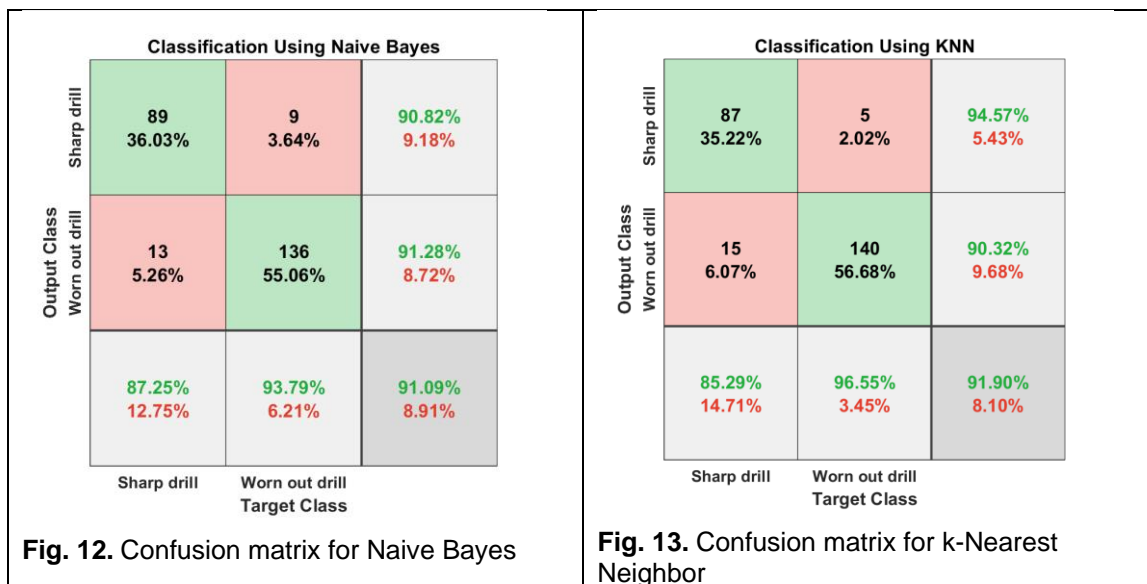 Classification Using Naive Bayes
Output Class
Sharp drill
89
36.03%
9
3.64%
90.82%
9.18%
Worn out drill
13
5.26%
136
55.06%
91.28%
8.72%
87.25%
12.75%
93.79%
6.21%
91.09%
8.91%
Sharp drill
Worn out drill
Target Class
Fig. 12. Confusion matrix for Naive Bayes
Classification Using KNN
Output Class
Sharp drill
87
35.22%
5
2.02%
94.57%
5.43%
Worn out drill
15
6.07%
140
56.68%
90.32%
9.68%
85.29%
14.71%
96.55%
3.45%
91.90%
8.10%
Sharp drill
Worn out drill
Target Class
Fig. 13. Confusion matrix for k-Nearest
Neighbor